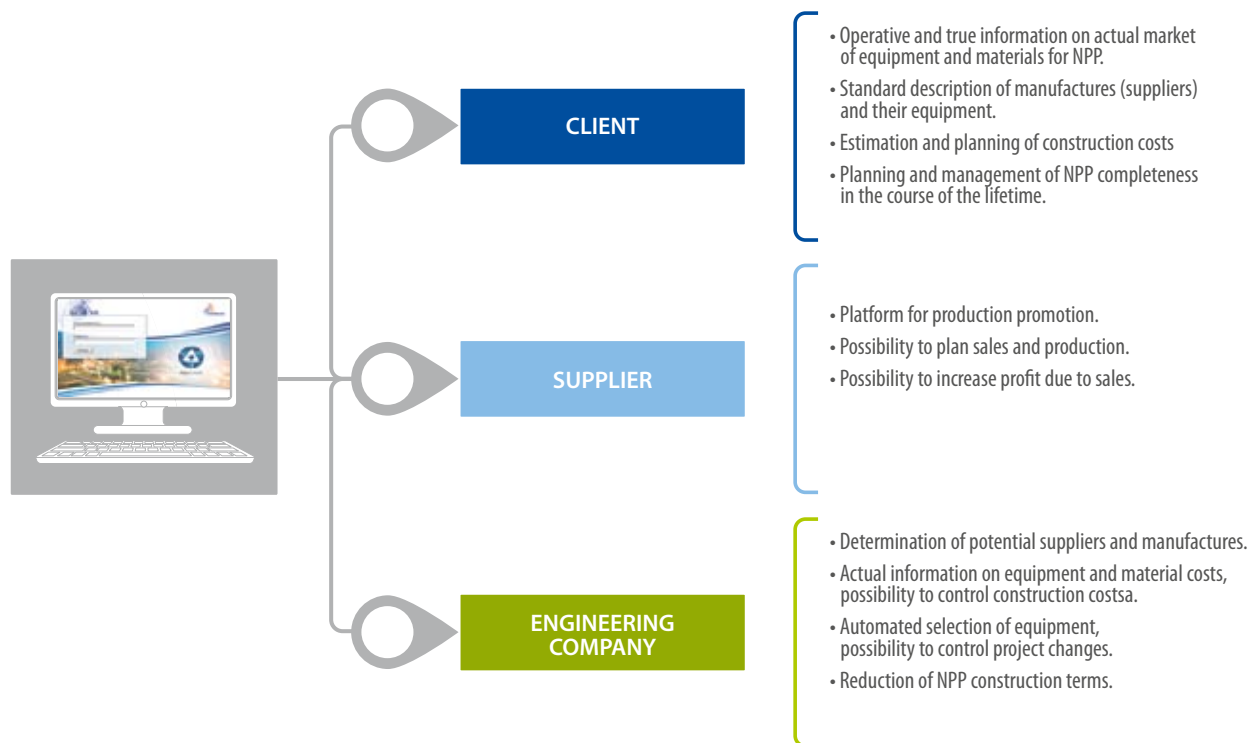 CLIENT
• Operative and true information on actual market
of equipment and materials for NPP.
• Standard description of manufactures (suppliers)
and their equipment.
• Estimation and planning of construction costs
• Planning and management of NPP completeness
in the course of the lifetime.
SUPPLIER
• Platform for production promotion.
• Possibility to plan sales and production.
• Possibility to increase profit due to sales.
ENGINEERING
COMPANY
• Determination of potential suppliers and manufactures.
• Actual information on equipment and material costs,
possibility to control construction costsa.
• Automated selection of equipment,
possibility to control project changes.
• Reduction of NPP construction terms.